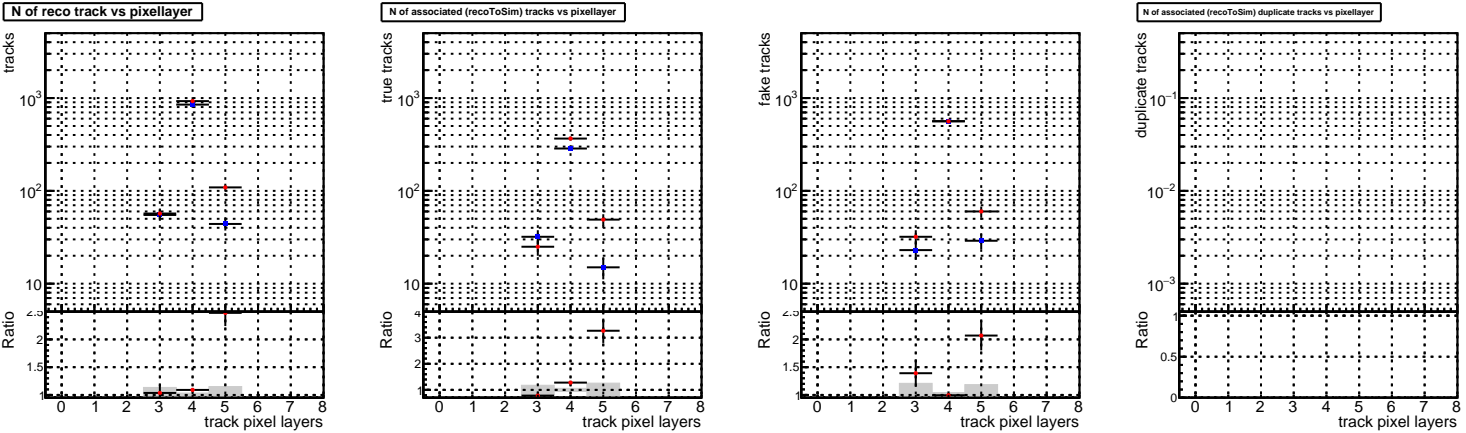 N of reco track vs pixellayer
tracks
10³
10²
10
Ratio
2.5
2
1.5
1
0 1 2 3 4 5 6 7 8
track pixel layers
N of associated (recoToSim) tracks vs pixellayer
true tracks
10³
10²
10
Ratio
4
3
2
1
0 1 2 3 4 5 6 7 8
track pixel layers
fake tracks
10³
10²
10
Ratio
2.5
2
1.5
1
0 1 2 3 4 5 6 7 8
track pixel layers
N of associated (recoToSim) duplicate tracks vs pixellayer
duplicate tracks
10⁻¹
10⁻²
10⁻³
Ratio
1
0.5
0
0 1 2 3 4 5 6 7 8
track pixel layers